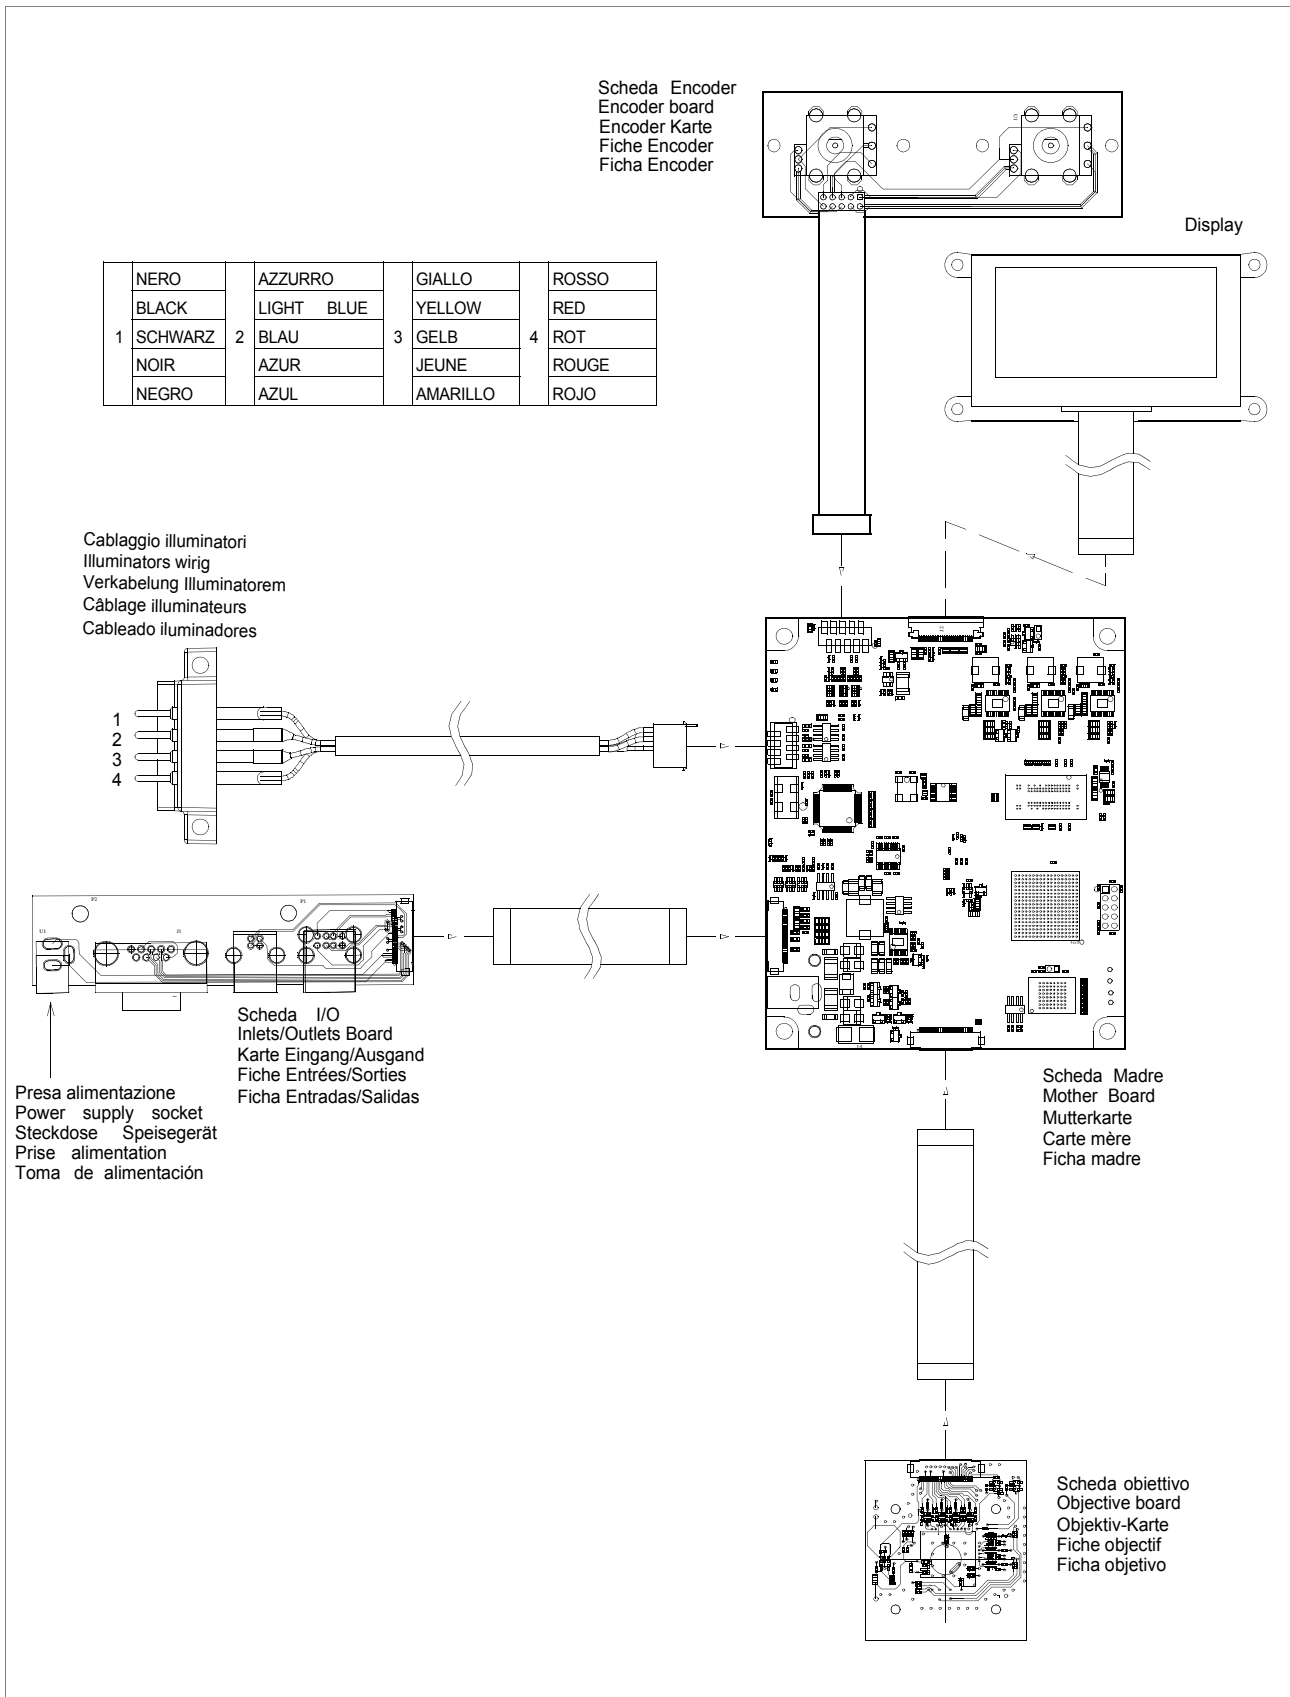 Scheda Encoder
Encoder board
Encoder Karte
Fiche Encoder
Ficha Encoder
Display
NERO AZZURRO GIALLO ROSSO
BLACK LIGHT BLUE YELLOW RED
1 SCHWARZ 2 BLAU 3 GELB 4 ROT
NOIR AZUR JEUNE ROUGE
NEGRO AZUL AMARILLO ROJO
Cablaggio illuminatori
Illuminators wirig
Verkabelung Illuminatorem
Câblage illuminateurs
Cableado iluminadores
1
2
3
4
P2
P1
U1
J1
Scheda I/O
Inlets/Outlets Board
Karte Eingang/Ausgand
Fiche Entrées/Sorties
Ficha Entradas/Salidas
Presa alimentazione
Power supply socket
Steckdose Speisegerät
Prise alimentation
Toma de alimentación
Scheda Madre
Mother Board
Mutterkarte
Carte mère
Ficha madre
Scheda obiettivo
Objective board
Objektiv-Karte
Fiche objectif
Ficha objetivo